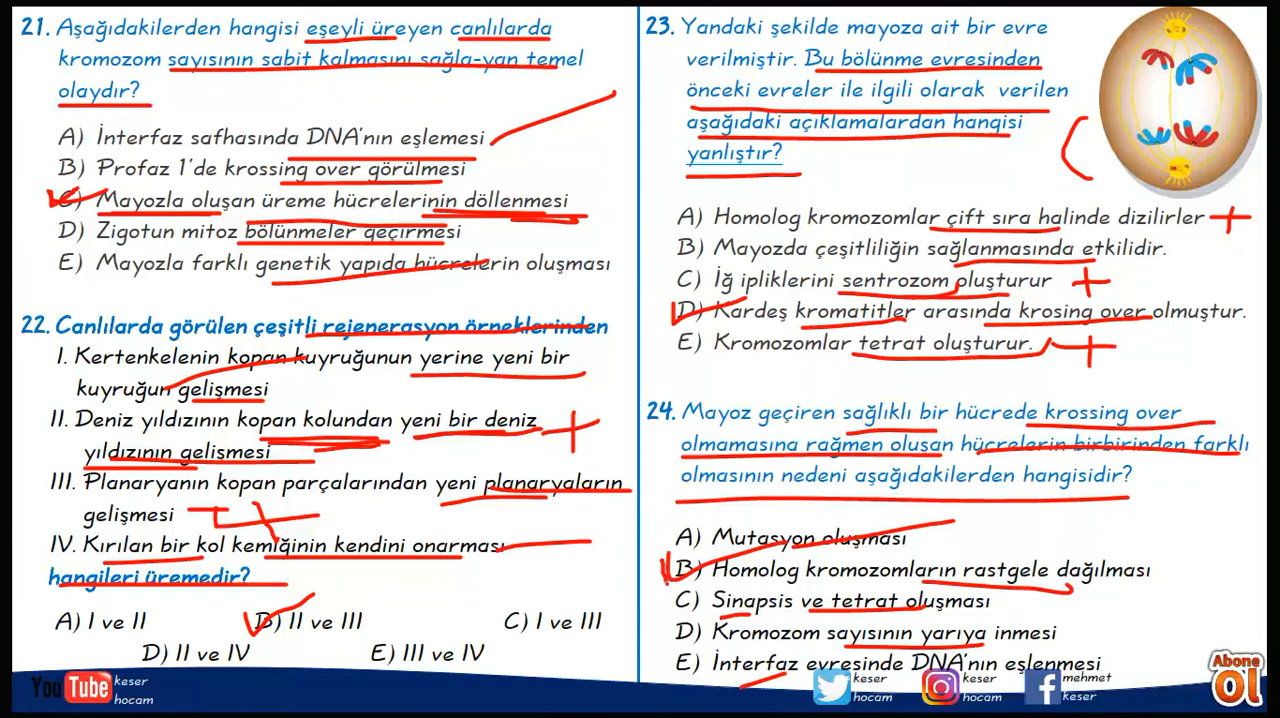 21. Aşağıdakilerden hangisi eşeyli üreyen canlılarda
kromozom sayısının sabit kalmasını sağla-yan temel
olaydır?
A) İnterfaz safhasında DNA'nın eşlemesi
B) Profaz 1'de krossing over görülmesi
C) Mayozla oluşan üreme hücrelerinin döllenmesi
D) Zigotun mitoz bölünmeler geçirmesi
E) Mayozla farklı genetik yapıda hücrelerin oluşması
22. Canlılarda görülen çeşitli rejenerasyon örneklerinden
I. Kertenkelenin kopan kuyruğunun yerine yeni bir
kuyruğun gelişmesi
II. Deniz yıldızının kopan kolundan yeni bir deniz
yıldızının gelişmesi
III. Planaryanın kopan parçalarından yeni planaryaların
gelişmesi
IV. Kırılan bir kol kemiğinin kendini onarması
hangileri üremedir?
A) I ve II B) II ve III C) I ve III
D) II ve IV E) III ve IV
23. Yandaki şekilde mayoza ait bir evre
verilmiştir. Bu bölünme evresinden
önceki evreler ile ilgili olarak verilen
aşağıdaki açıklamalardan hangisi
yanlıştır?
A) Homolog kromozomlar çift sıra halinde dizilirler
B) Mayozda çeşitliliğin sağlanmasında etkilidir.
C) İğ ipliklerini sentrozom oluşturur
D) Kardeş kromatitler arasında krosing over olmuştur.
E) Kromozomlar tetrat oluşturur.
24. Mayoz geçiren sağlıklı bir hücrede krossing over
olmamasına rağmen oluşan hücrelerin birbirinden farklı
olmasının nedeni aşağıdakilerden hangisidir?
A) Mutasyon oluşması
B) Homolog kromozomların rastgele dağılması
C) Sinapsis ve tetrat oluşması
D) Kromozom sayısının yarıya inmesi
E) İnterfaz evresinde DNA'nın eşlenmesi
YouTube keser hocam
keser hocam
keser hocam
mehmet keser
Abone ol